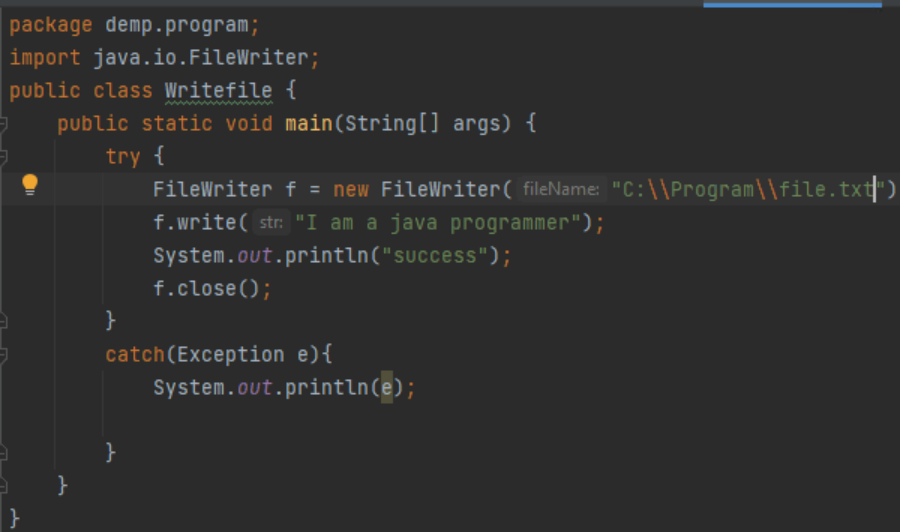 package demp.program;
import java.io.FileWriter;
public class Writefile {
    public static void main(String[] args) {
        try {
            FileWriter f = new FileWriter( fileName: "C:\\Program\\file.txt")
            f.write( str: "I am a java programmer");
            System.out.println("success");
            f.close();
        }
        catch(Exception e){
            System.out.println(e);
        }
    }
}